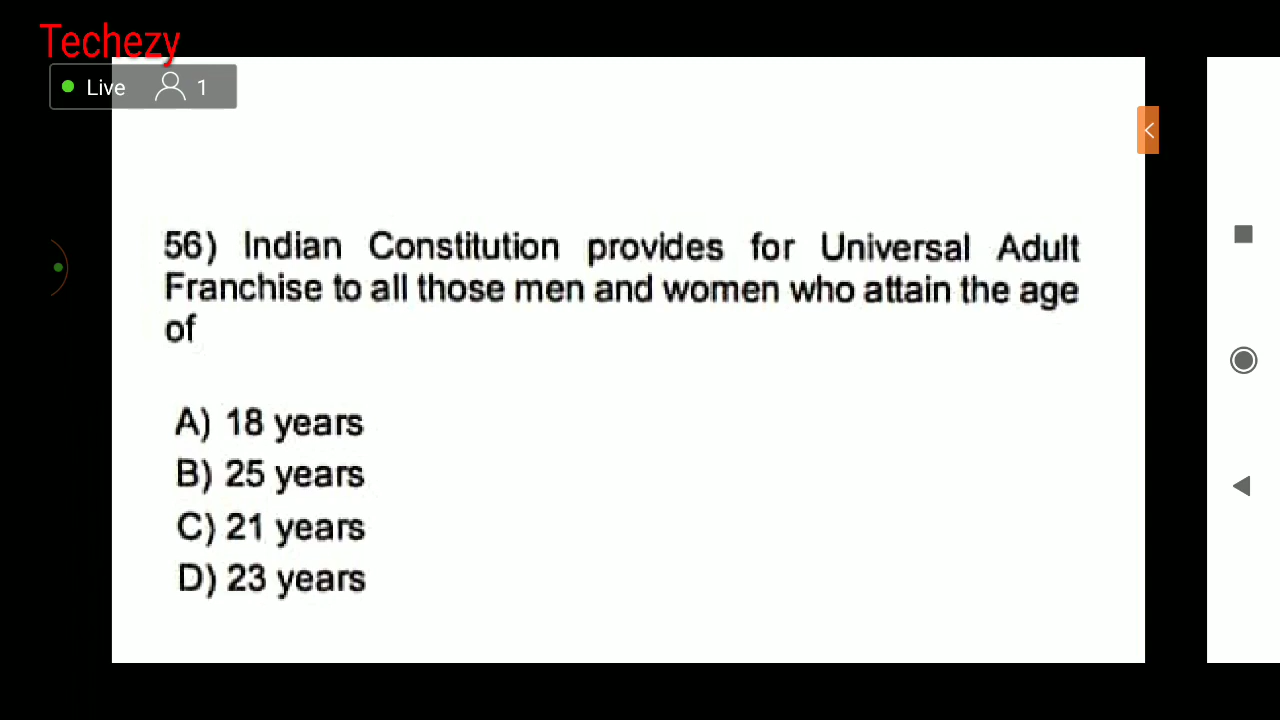 Techezy
Live 1
56) Indian Constitution provides for Universal Adult
Franchise to all those men and women who attain the age
of
A) 18 years
B) 25 years
C) 21 years
D) 23 years